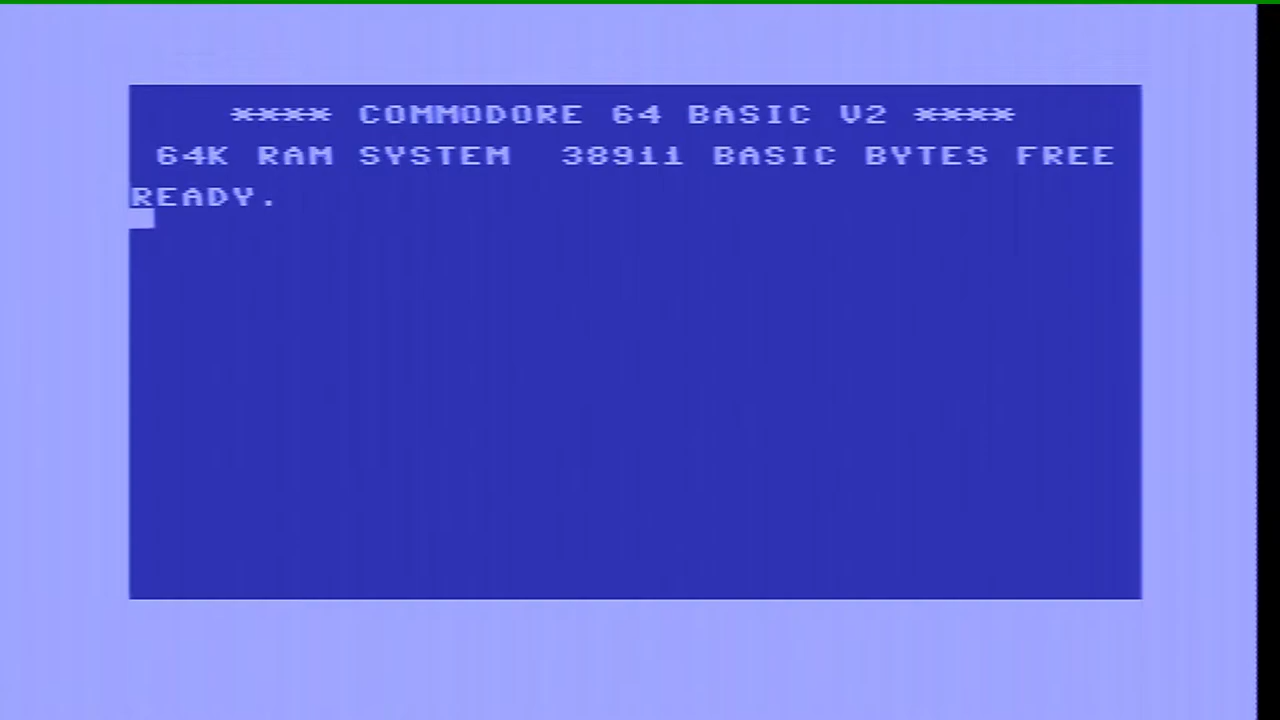 **** COMMODORE 64 BASIC V2 ****
64K RAM SYSTEM  38911 BASIC BYTES FREE
READY.